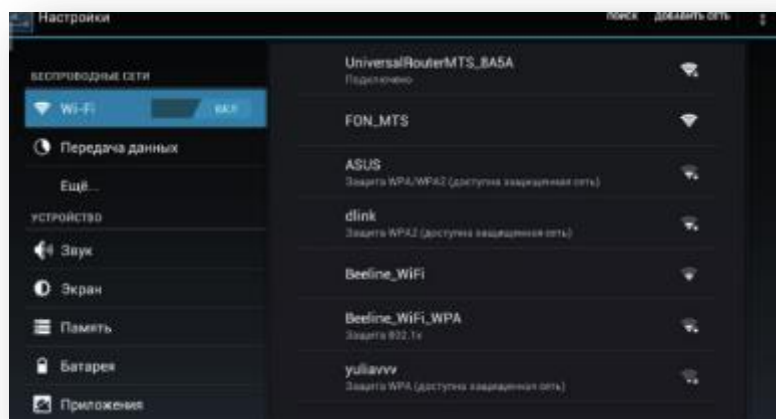 Настройки
ПОИСК
ДОБАВИТЬ СЕТЬ
БЕСПРОВОДНЫЕ СЕТИ
Wi-Fi
ВКЛ
Передача данных
Ещё...
УСТРОЙСТВО
Звук
Экран
Память
Батарея
Приложения
UniversalRouterMTS_8A5A
Подключено
FON_MTS
ASUS
Защита WPA/WPA2 (доступна защищенная сеть)
dlink
Защита WPA2 (доступна защищенная сеть)
Beeline_WiFi
Beeline_WiFi_WPA
Защита 802.1x
yuliavvv
Защита WPA (доступна защищенная сеть)